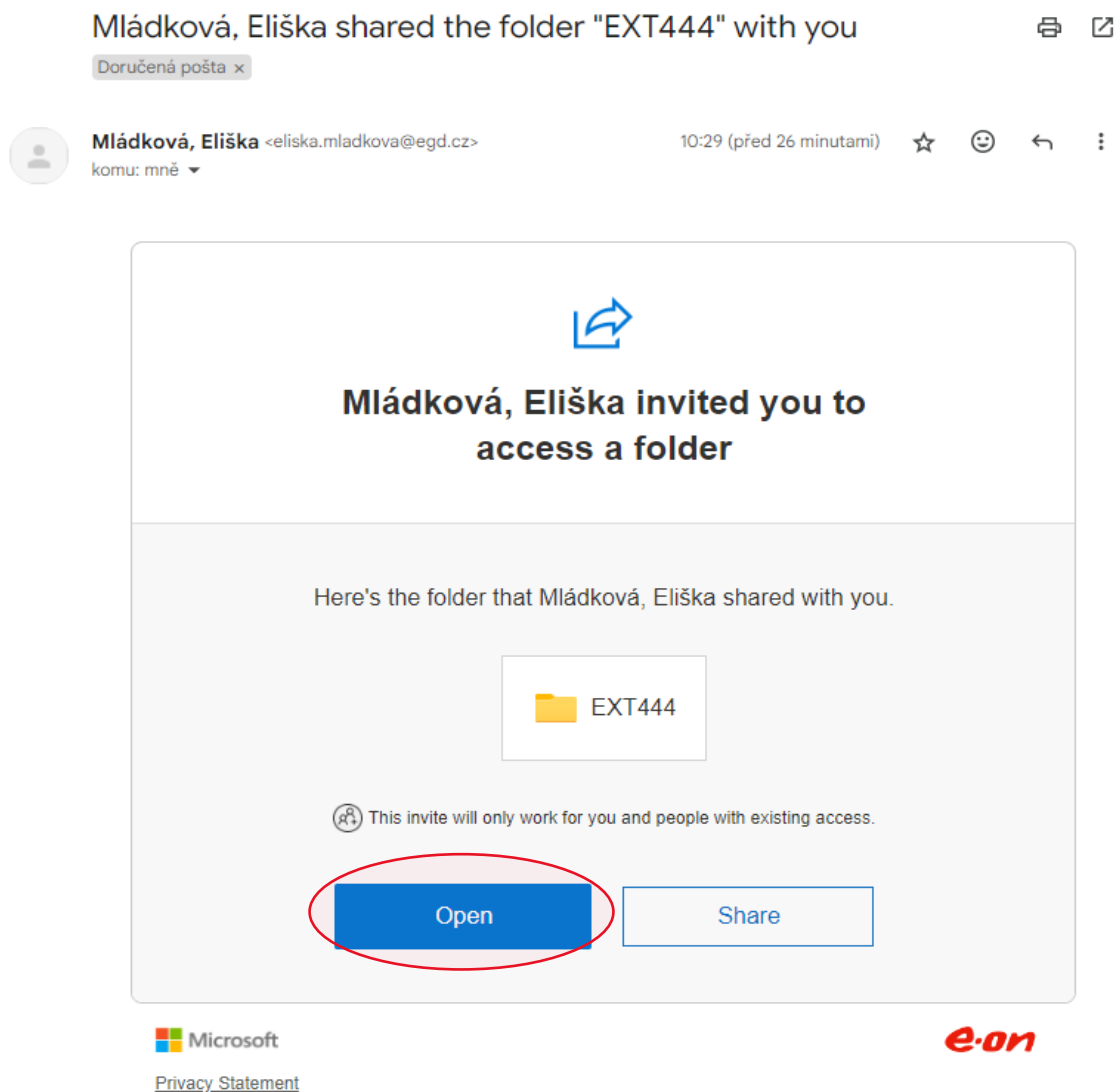 Mládková, Eliška shared the folder "EXT444" with you
Doručená pošta ×
Mládková, Eliška <eliska.mladkova@egd.cz> 10:29 (před 26 minutami)
komu: mně
Mládková, Eliška invited you to
access a folder
Here's the folder that Mládková, Eliška shared with you.
EXT444
This invite will only work for you and people with existing access.
Open Share
Microsoft e·on
Privacy Statement